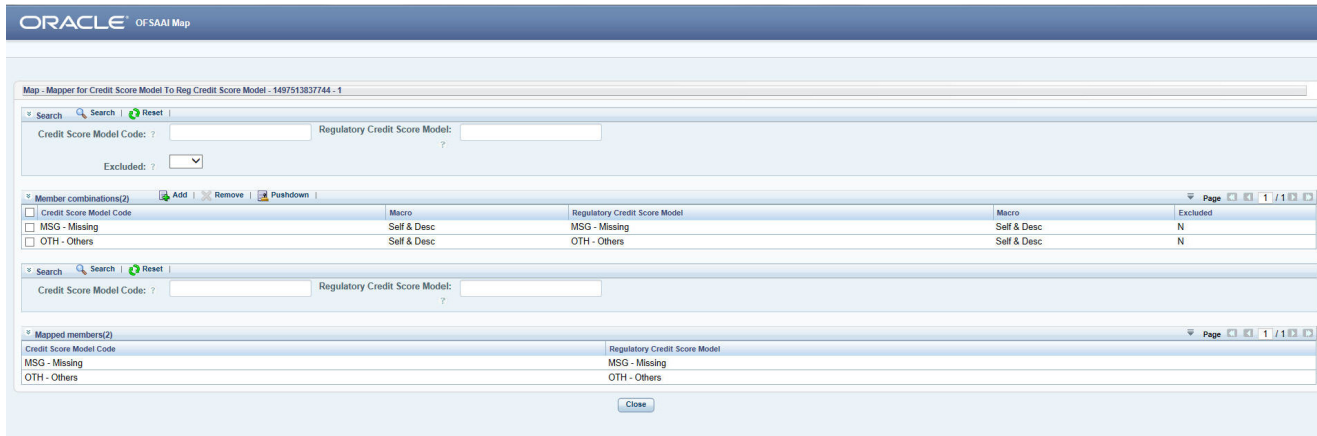 ORACLE® OFSAAI Map
Map - Mapper for Credit Score Model To Reg Credit Score Model - 1497513837744 - 1
Search Search | Reset |
Credit Score Model Code: ? Regulatory Credit Score Model: ?
Excluded: ?
Member combinations(2) Add | Remove | Pushdown | Page 1 / 1
Credit Score Model Code Macro Regulatory Credit Score Model Macro Excluded
MSG - Missing Self & Desc MSG - Missing Self & Desc N
OTH - Others Self & Desc OTH - Others Self & Desc N
Search Search | Reset |
Credit Score Model Code: ? Regulatory Credit Score Model: ?
Mapped members(2) Page 1 / 1
Credit Score Model Code Regulatory Credit Score Model
MSG - Missing MSG - Missing
OTH - Others OTH - Others
Close